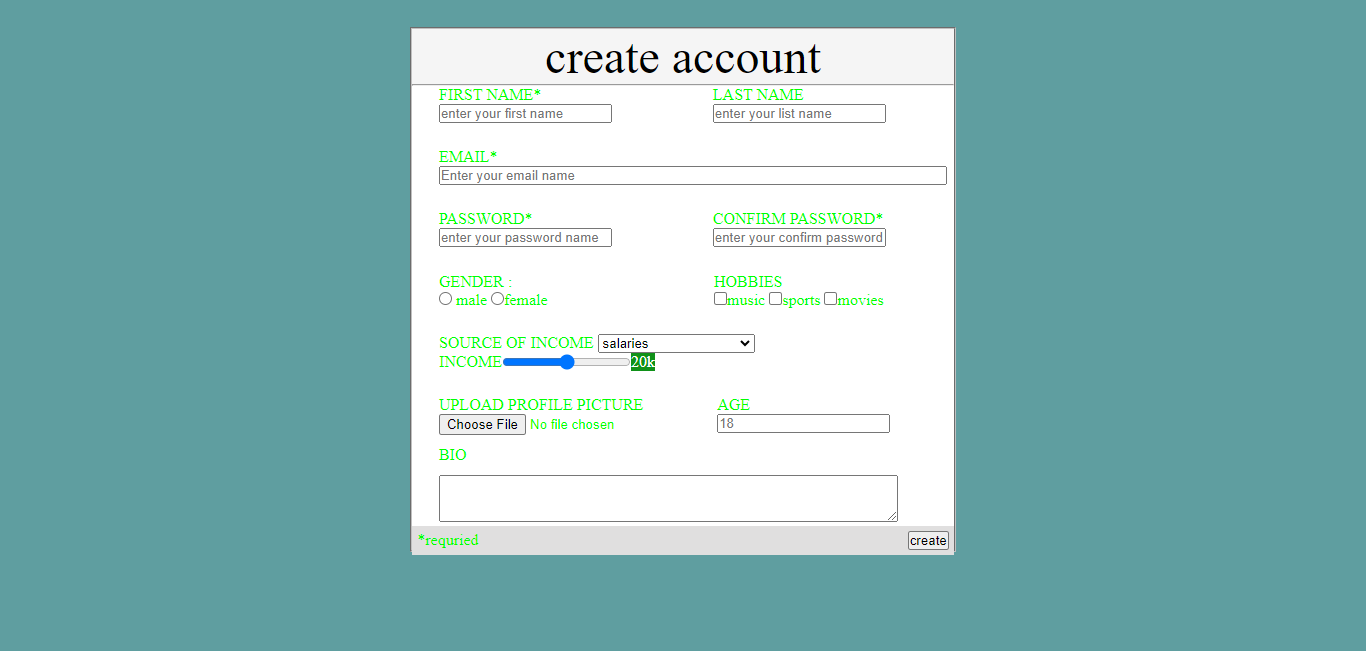 create account
FIRST NAME* LAST NAME
enter your first name enter your list name
EMAIL*
Enter your email name
PASSWORD* CONFIRM PASSWORD*
enter your password name enter your confirm password
GENDER : HOBBIES
male female music sports movies
SOURCE OF INCOME salaries
INCOME 20k
UPLOAD PROFILE PICTURE AGE
Choose File No file chosen 18
BIO
*requried create